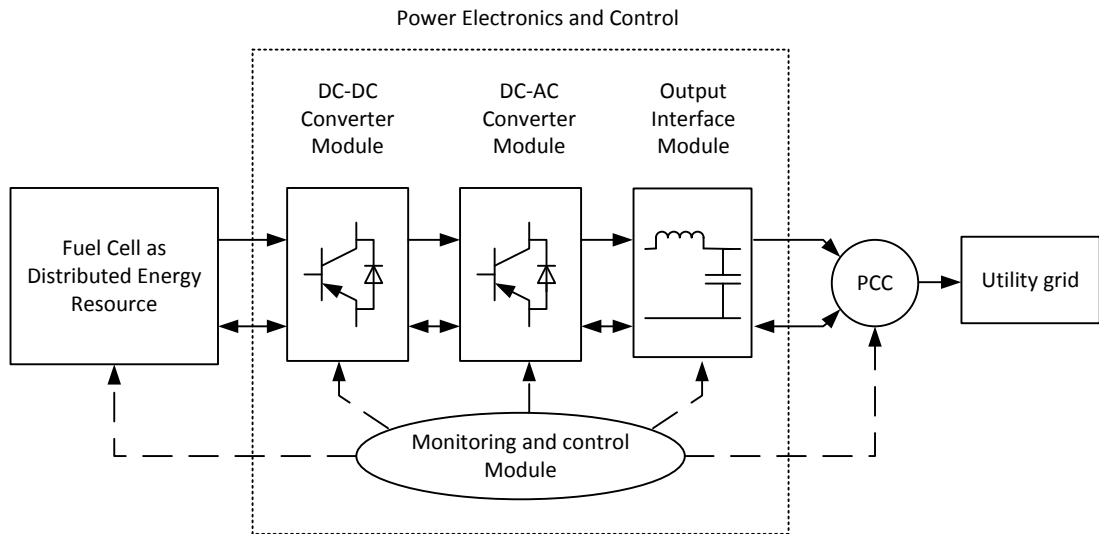 Power Electronics and Control
DC-DC
Converter
Module
DC-AC
Converter
Module
Output
Interface
Module
Fuel Cell as
Distributed Energy
Resource
PCC
Utility grid
Monitoring and control
Module